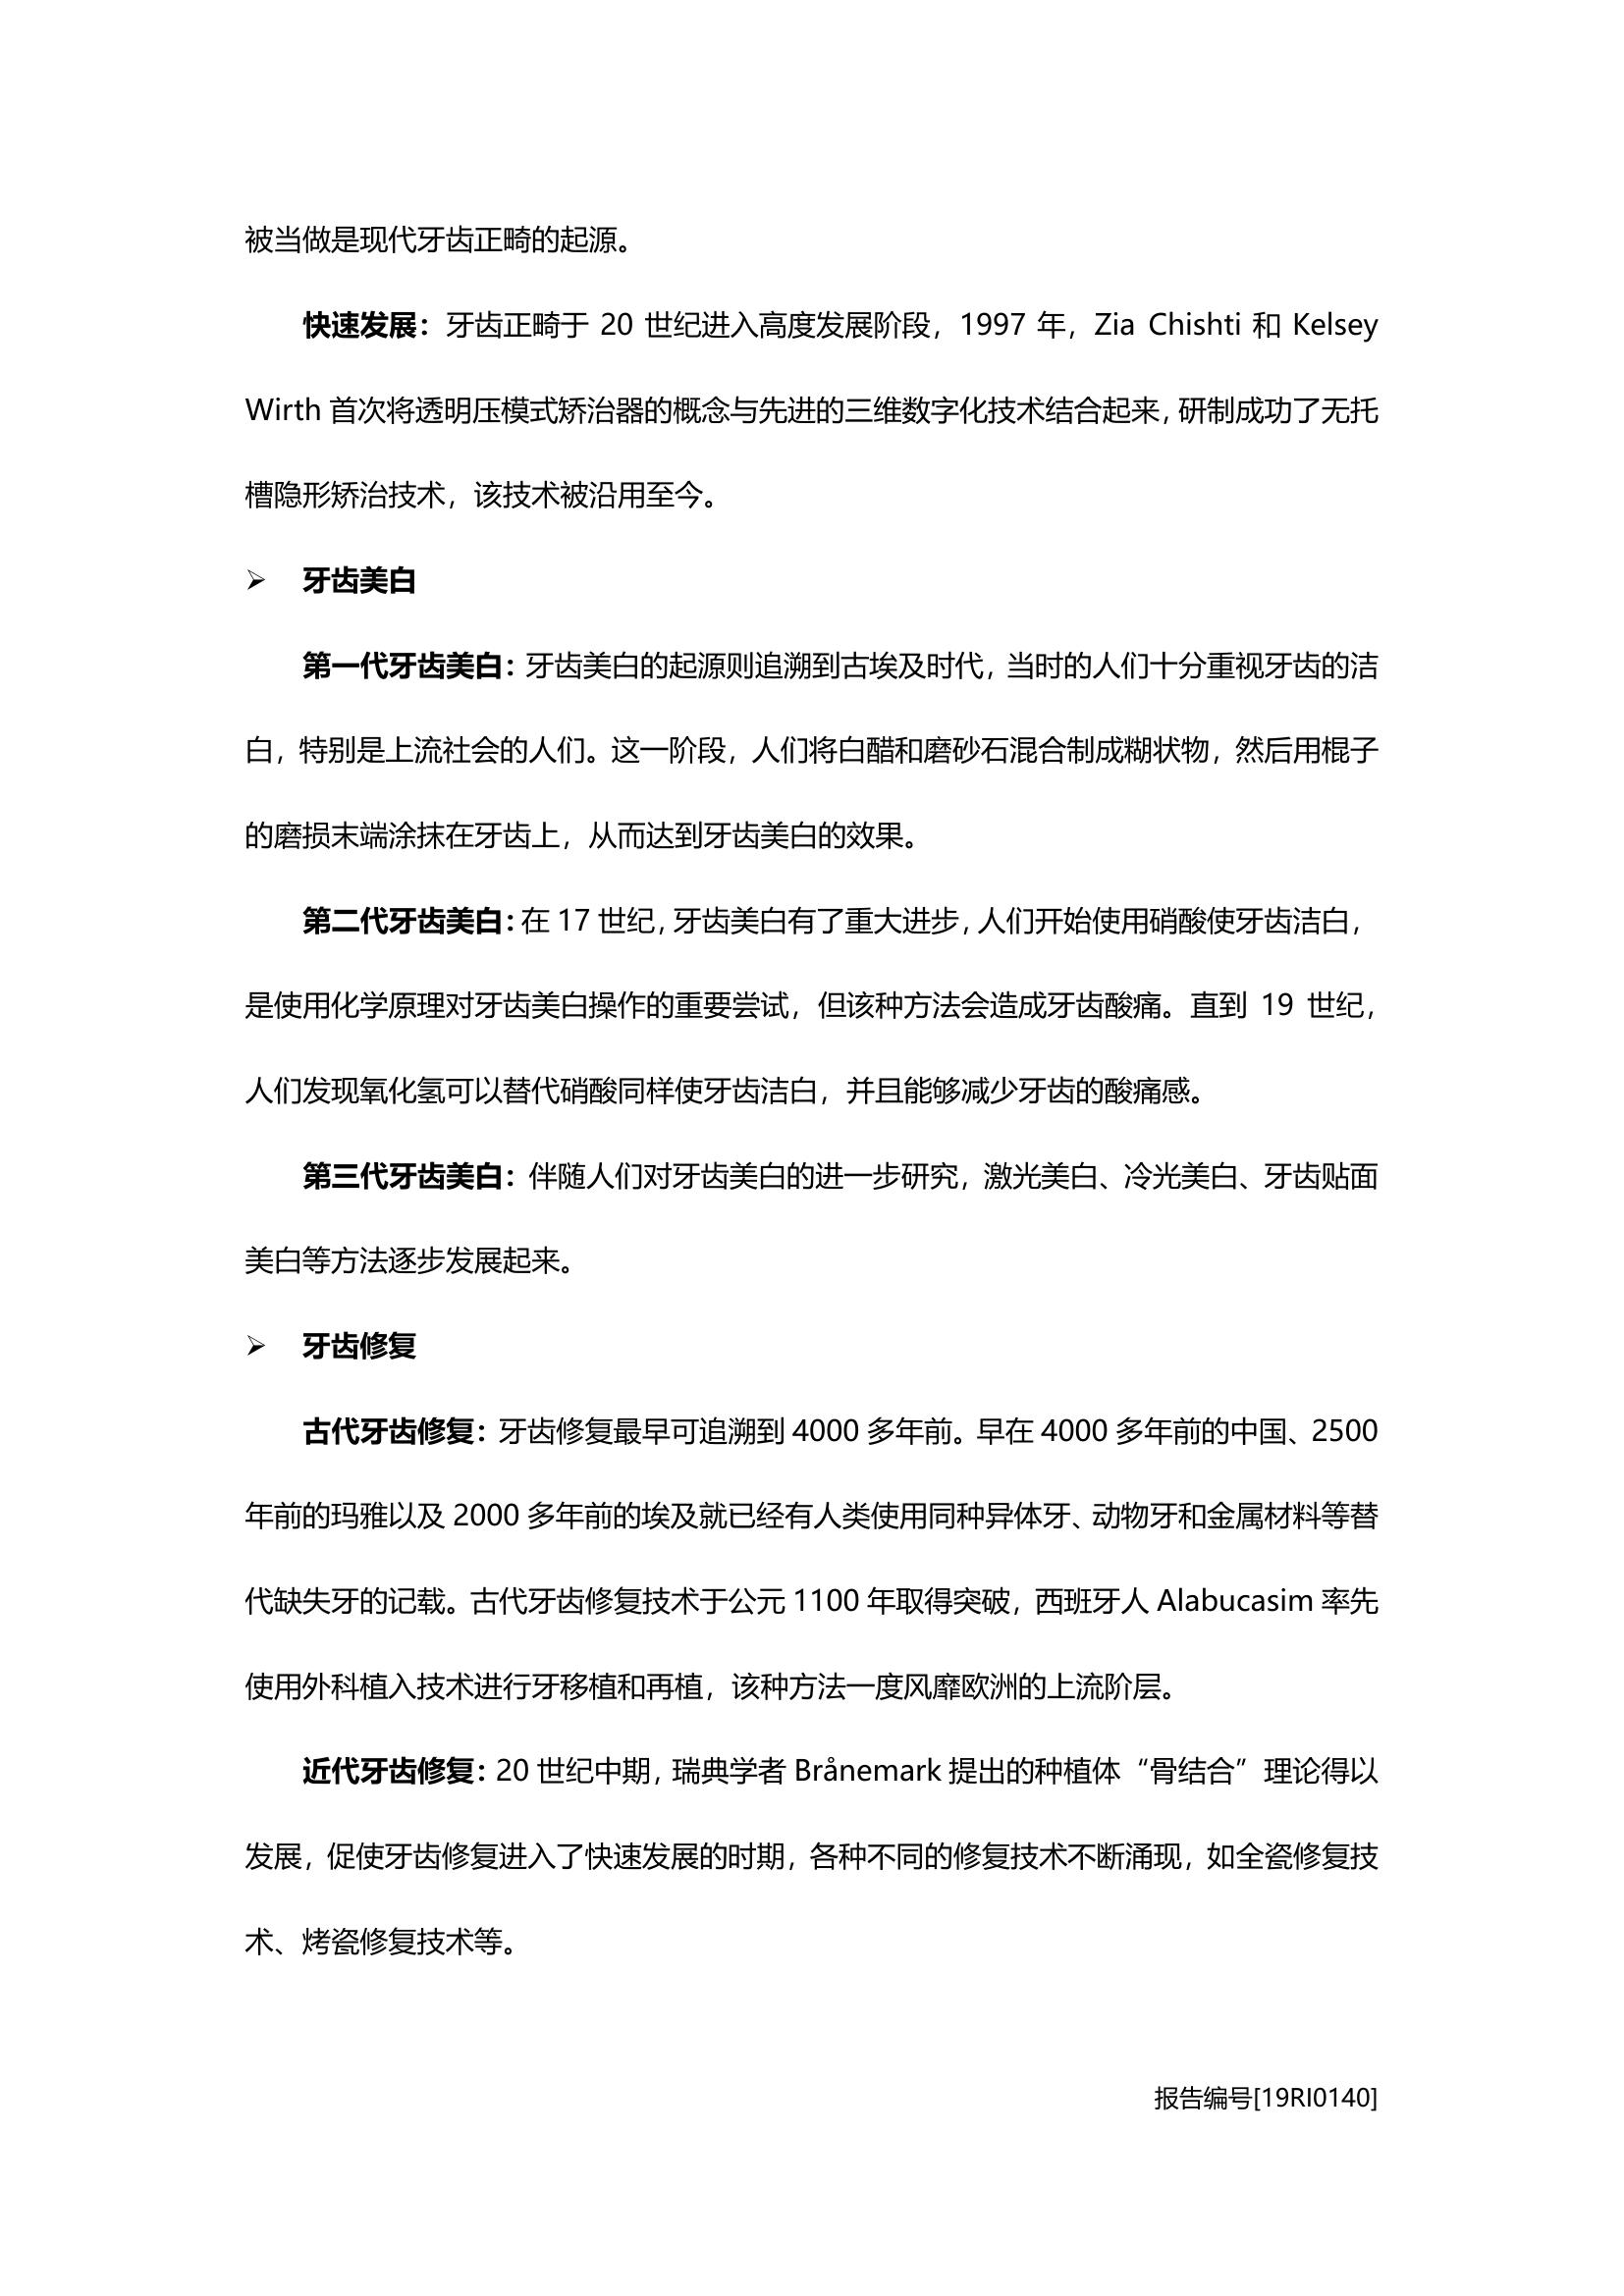 被当做是现代牙齿正畸的起源。
快速发展：牙齿正畸于 20 世纪进入高度发展阶段，1997 年，Zia Chishti 和 Kelsey
Wirth 首次将透明压模式矫治器的概念与先进的三维数字化技术结合起来，研制成功了无托
槽隐形矫治技术，该技术被沿用至今。
➢ 牙齿美白
第一代牙齿美白：牙齿美白的起源则追溯到古埃及时代，当时的人们十分重视牙齿的洁
白，特别是上流社会的人们。这一阶段，人们将白醋和磨砂石混合制成糊状物，然后用棍子
的磨损末端涂抹在牙齿上，从而达到牙齿美白的效果。
第二代牙齿美白：在 17 世纪，牙齿美白有了重大进步，人们开始使用硝酸使牙齿洁白，
是使用化学原理对牙齿美白操作的重要尝试，但该种方法会造成牙齿酸痛。直到 19 世纪，
人们发现氧化氢可以替代硝酸同样使牙齿洁白，并且能够减少牙齿的酸痛感。
第三代牙齿美白：伴随人们对牙齿美白的进一步研究，激光美白、冷光美白、牙齿贴面
美白等方法逐步发展起来。
➢ 牙齿修复
古代牙齿修复：牙齿修复最早可追溯到 4000 多年前。早在 4000 多年前的中国、2500
年前的玛雅以及 2000 多年前的埃及就已经有人类使用同种异体牙、动物牙和金属材料等替
代缺失牙的记载。古代牙齿修复技术于公元 1100 年取得突破，西班牙人 Alabucasim 率先
使用外科植入技术进行牙移植和再植，该种方法一度风靡欧洲的上流阶层。
近代牙齿修复：20 世纪中期，瑞典学者 Brånemark 提出的种植体“骨结合”理论得以
发展，促使牙齿修复进入了快速发展的时期，各种不同的修复技术不断涌现，如全瓷修复技
术、烤瓷修复技术等。
报告编号[19RI0140]